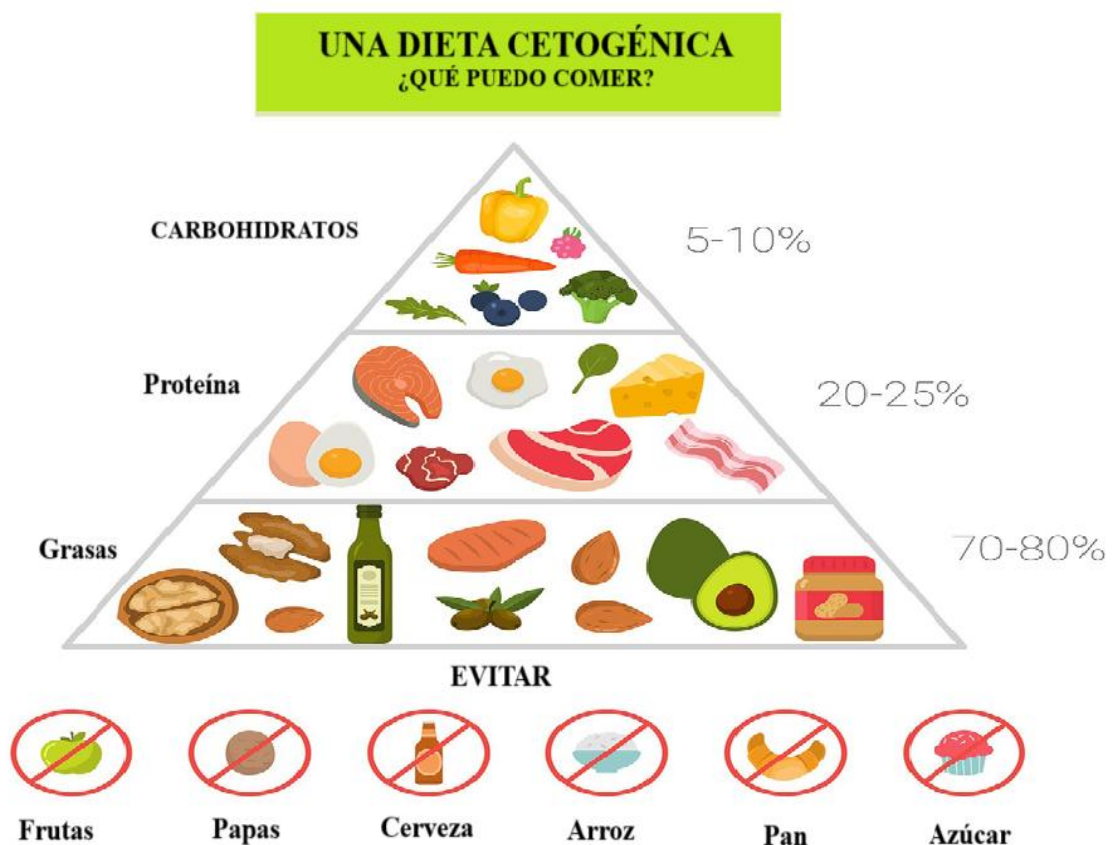 UNA DIETA CETOGÉNICA
¿QUÉ PUEDO COMER?
CARBOHIDRATOS
5-10%
Proteína
20-25%
Grasas
70-80%
EVITAR
Frutas
Papas
Cerveza
Arroz
Pan
Azúcar